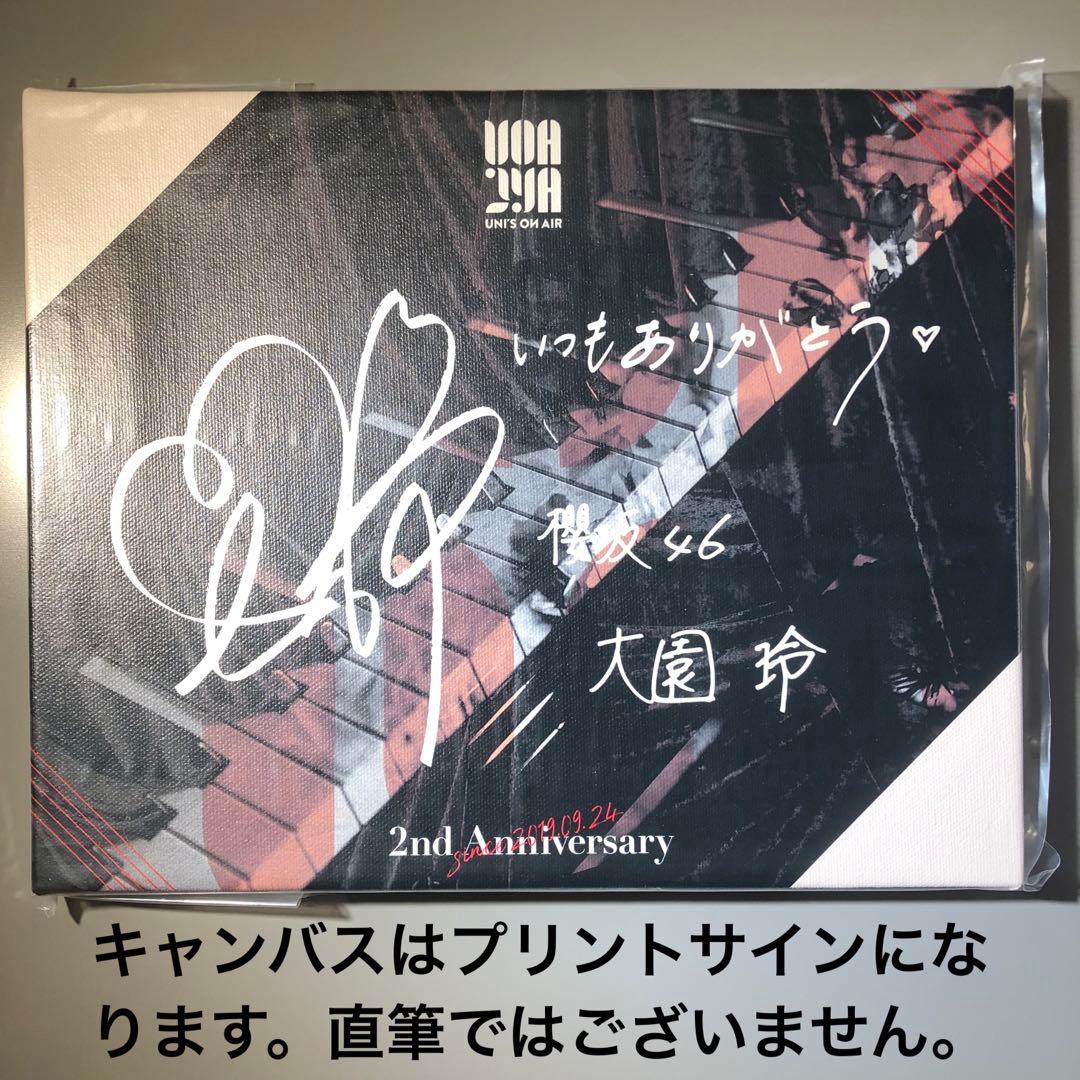 UOA
2YA
UNI'S ON AIR
いつもありがとう♡
櫻坂46
大園 玲
since 2019.09.24
2nd Anniversary
キャンバスはプリントサインにな
ります。直筆ではございません。